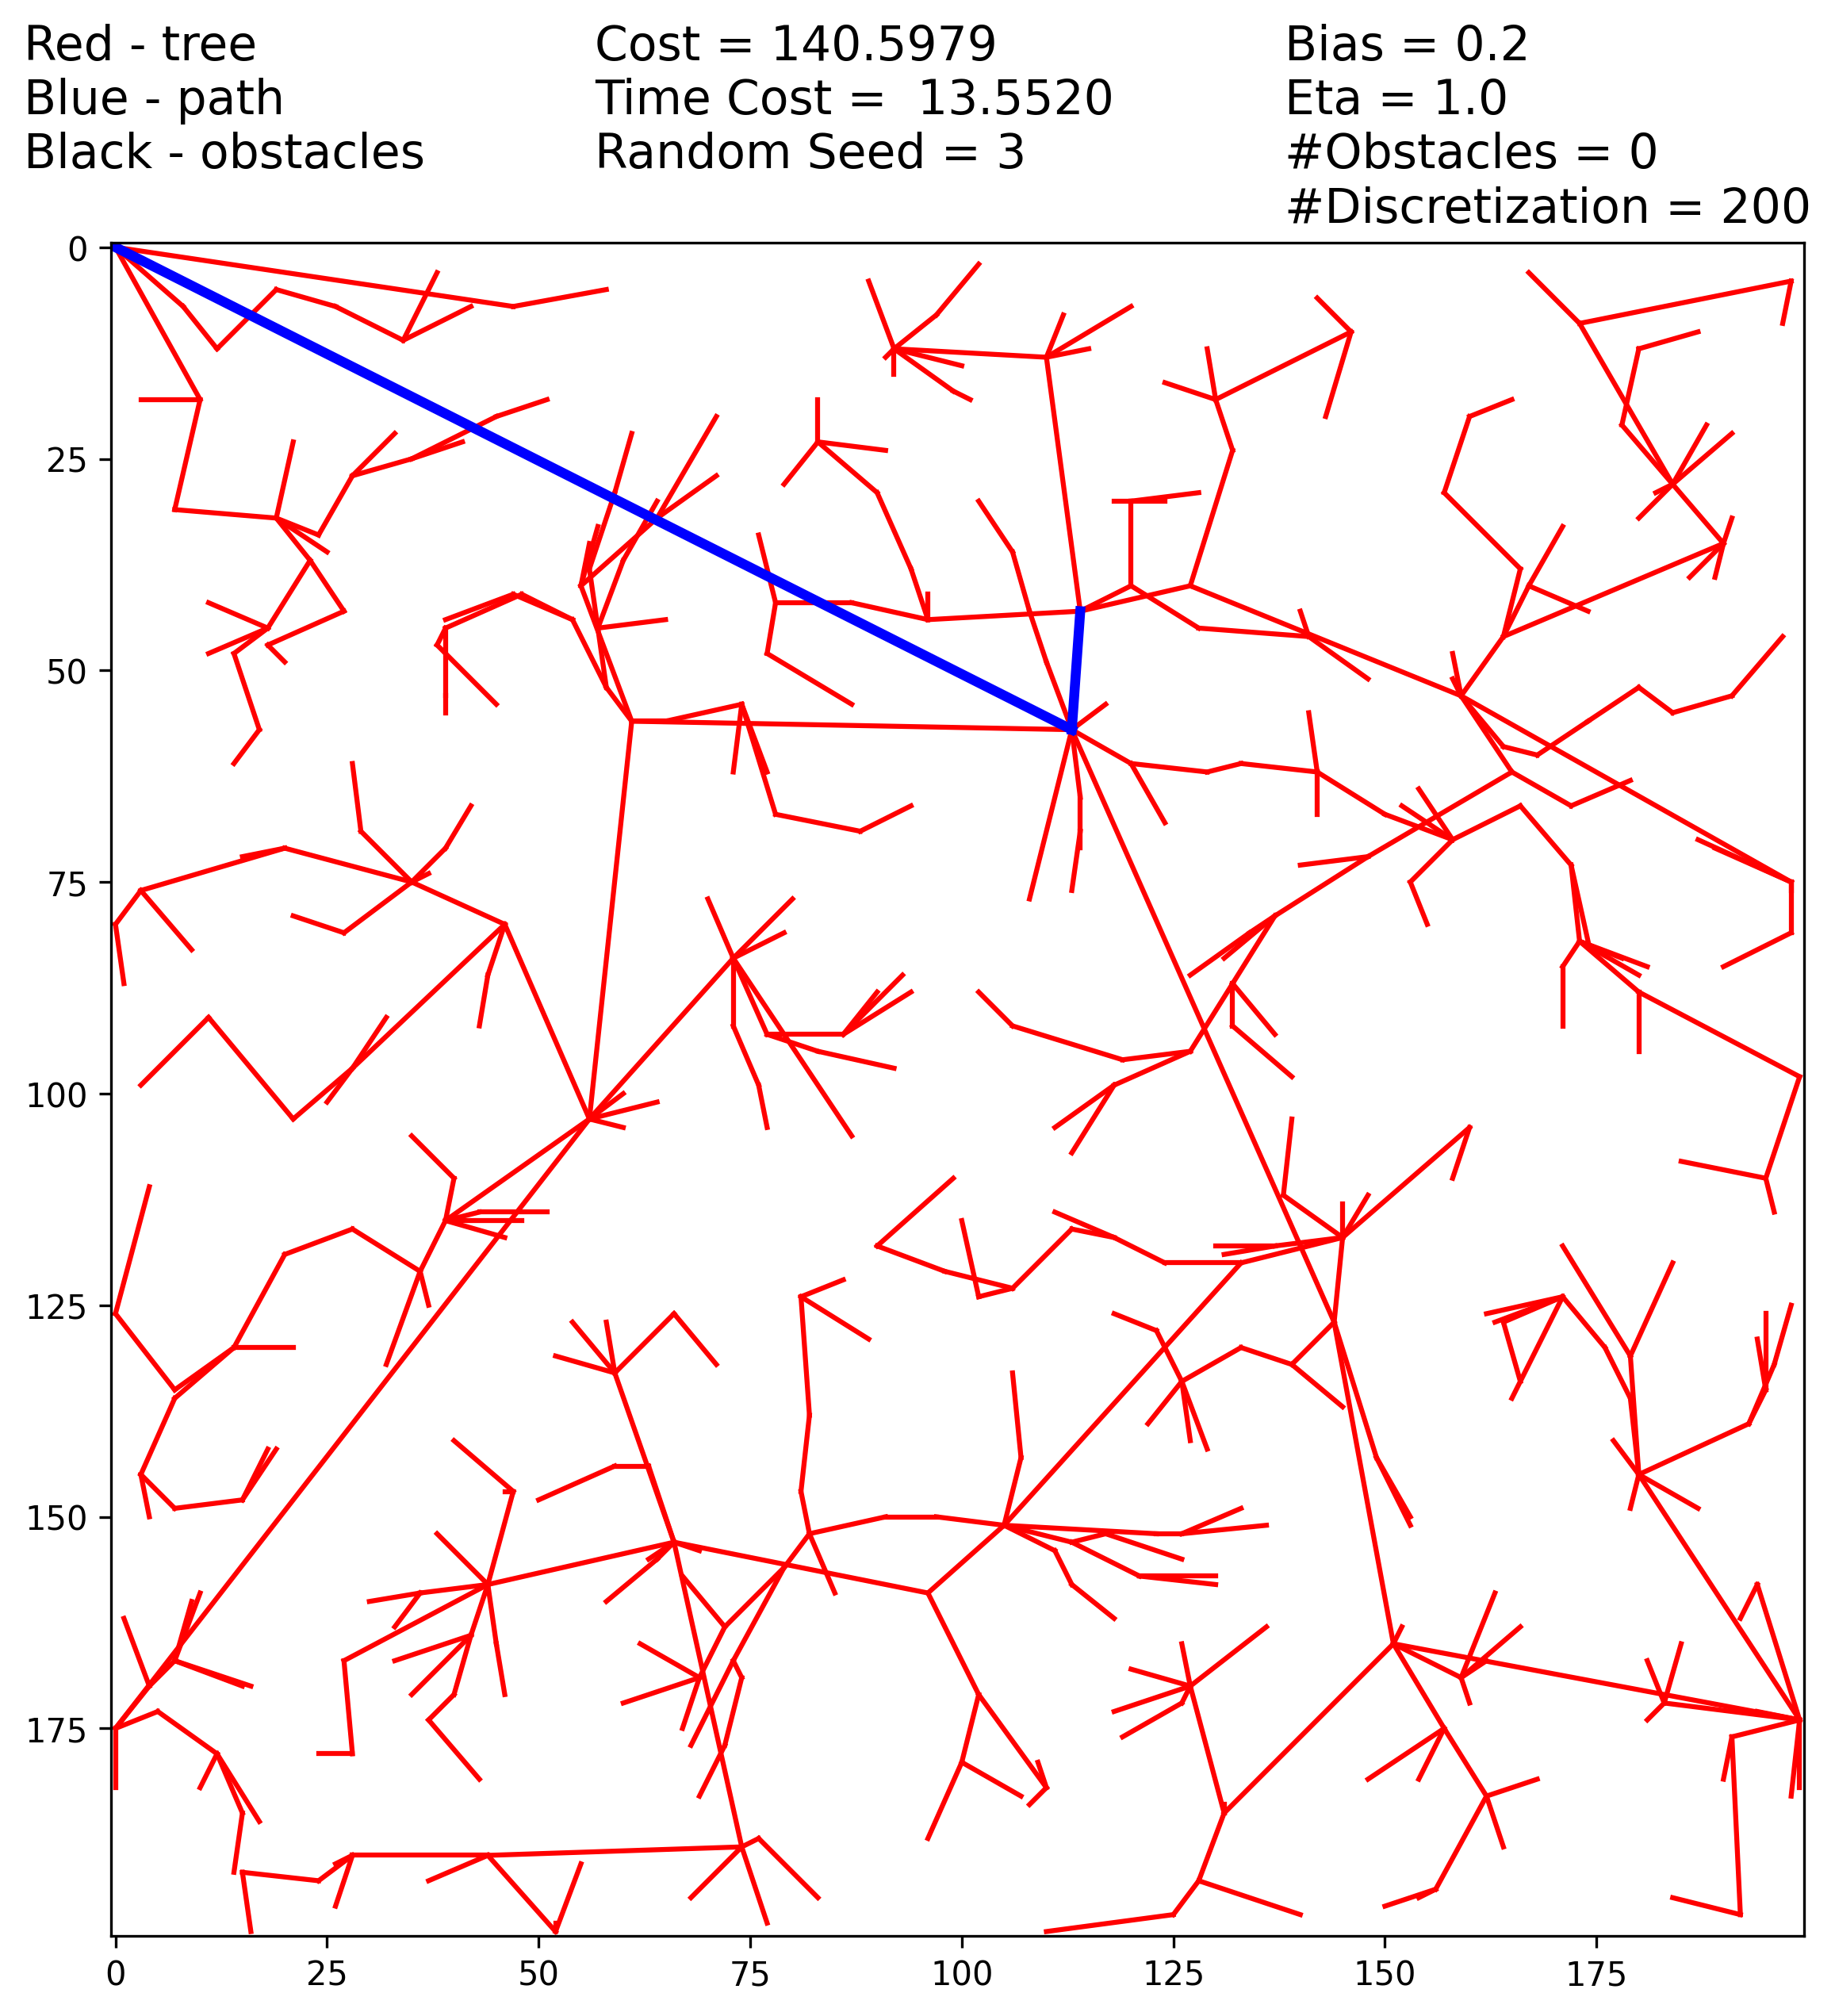 Red - tree
Blue - path
Black - obstacles
Cost = 140.5979
Time Cost =  13.5520
Random Seed = 3
Bias = 0.2
Eta = 1.0
#Obstacles = 0
#Discretization = 200
0
25
50
75
100
125
150
175
0 25 50 75 100 125 150 175